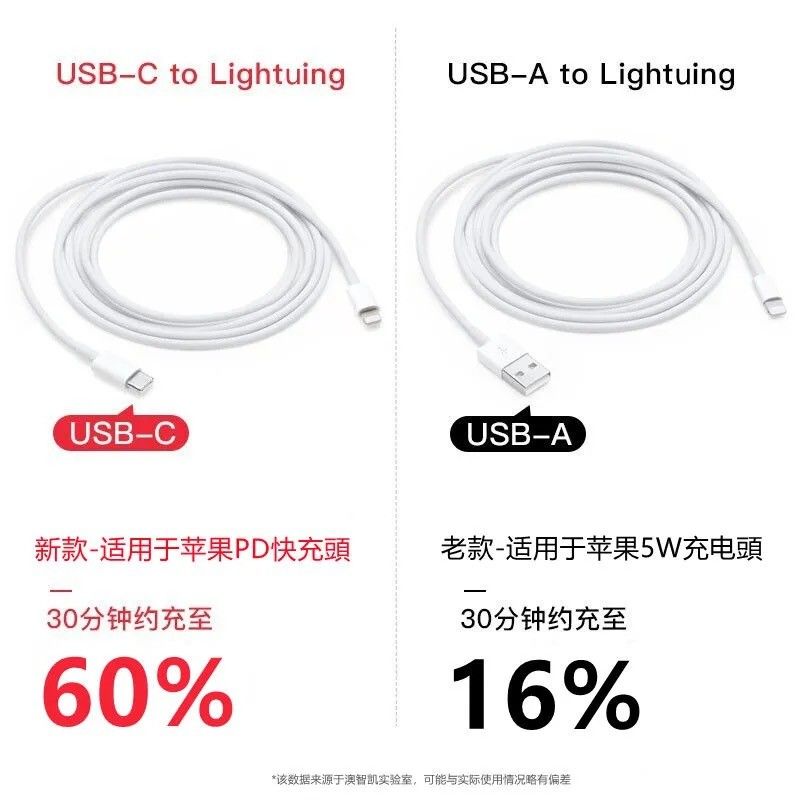 USB-C to Lightuing
USB-A to Lightuing
USB-C
USB-A
新款-适用于苹果PD快充頭
老款-适用于苹果5W充电頭
30分钟约充至
30分钟约充至
60%
16%
*该数据来源于澳智凯实验室，可能与实际使用情况略有偏差